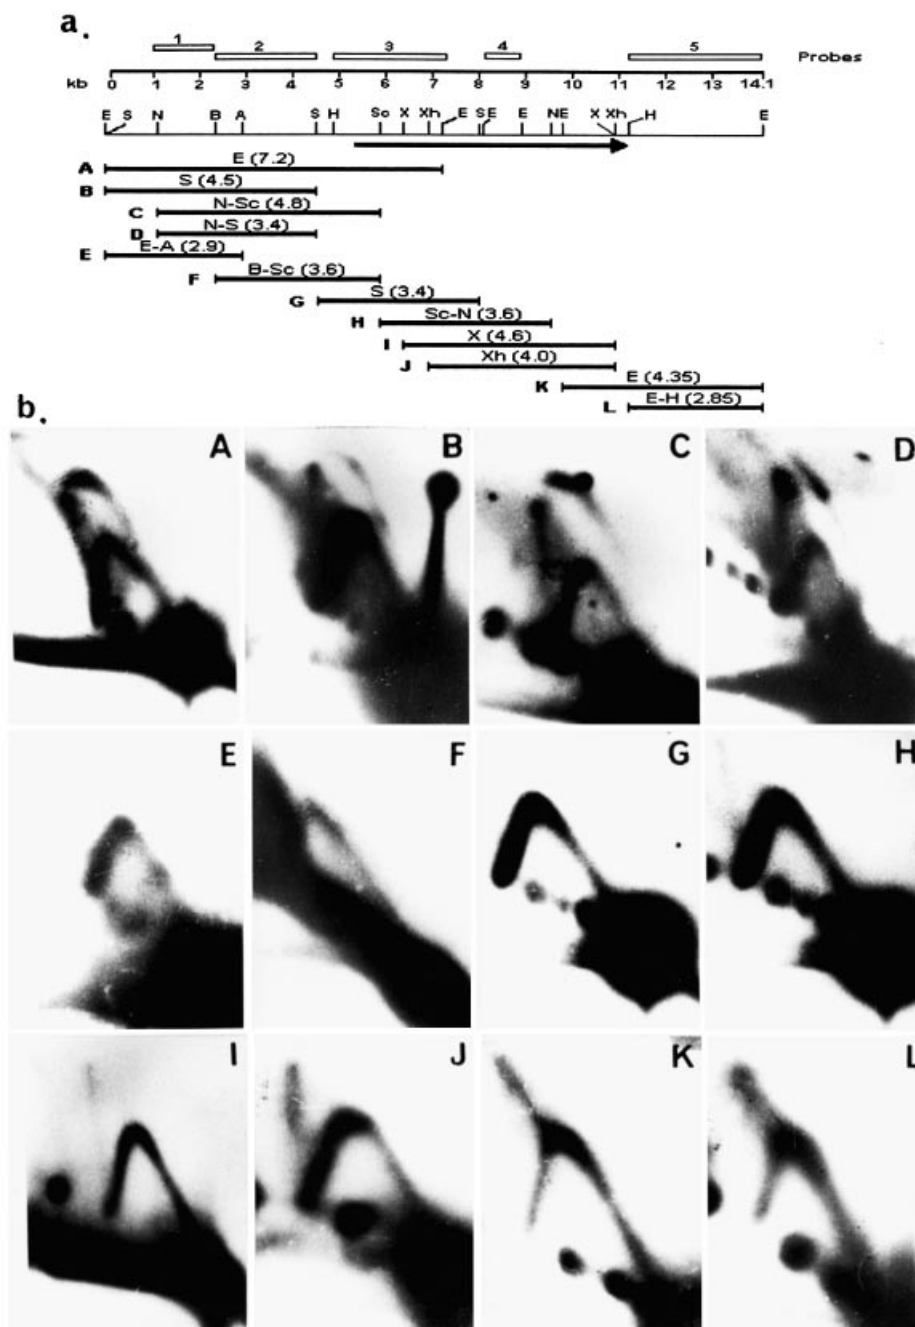 a.
1 2 3 4 5 Probes
kb 0 1 2 3 4 5 6 7 8 9 10 11 12 13 14.1
E S N B A S H Sc X Xh E S E E N E X Xh H E
A E (7.2)
B S (4.5)
C N-Sc (4.8)
D N-S (3.4)
E E-A (2.9)
F B-Sc (3.6)
G S (3.4)
H Sc-N (3.6)
I X (4.6)
J Xh (4.0)
K E (4.35)
L E-H (2.85)
b.
A B C D
E F G H
I J K L